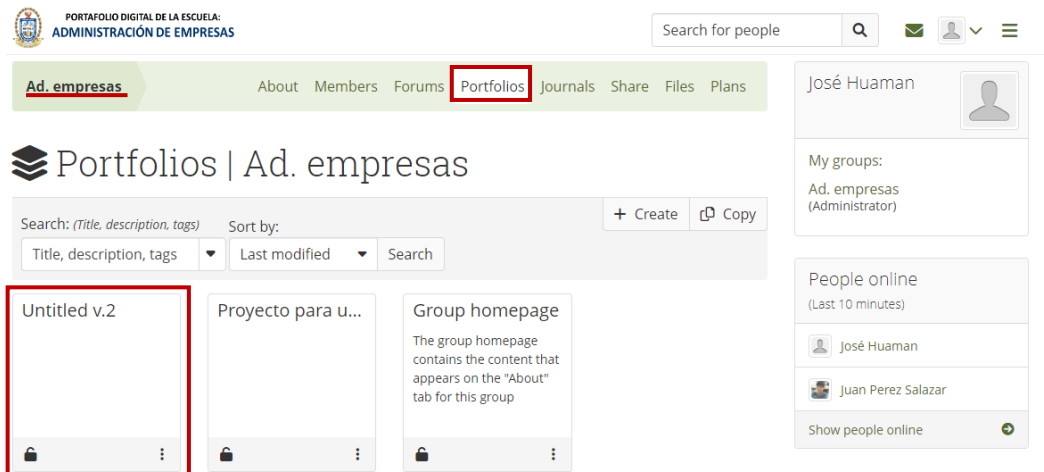 PORTAFOLIO DIGITAL DE LA ESCUELA:
ADMINISTRACIÓN DE EMPRESAS
Search for people
Ad. empresas
About Members Forums Portfolios Journals Share Files Plans
Portfolios | Ad. empresas
Search: (Title, description, tags)
Sort by:
Title, description, tags
Last modified
Search
+ Create
Copy
Untitled v.2
Proyecto para u...
Group homepage
The group homepage
contains the content that
appears on the "About"
tab for this group
José Huaman
My groups:
Ad. empresas
(Administrator)
People online
(Last 10 minutes)
José Huaman
Juan Perez Salazar
Show people online